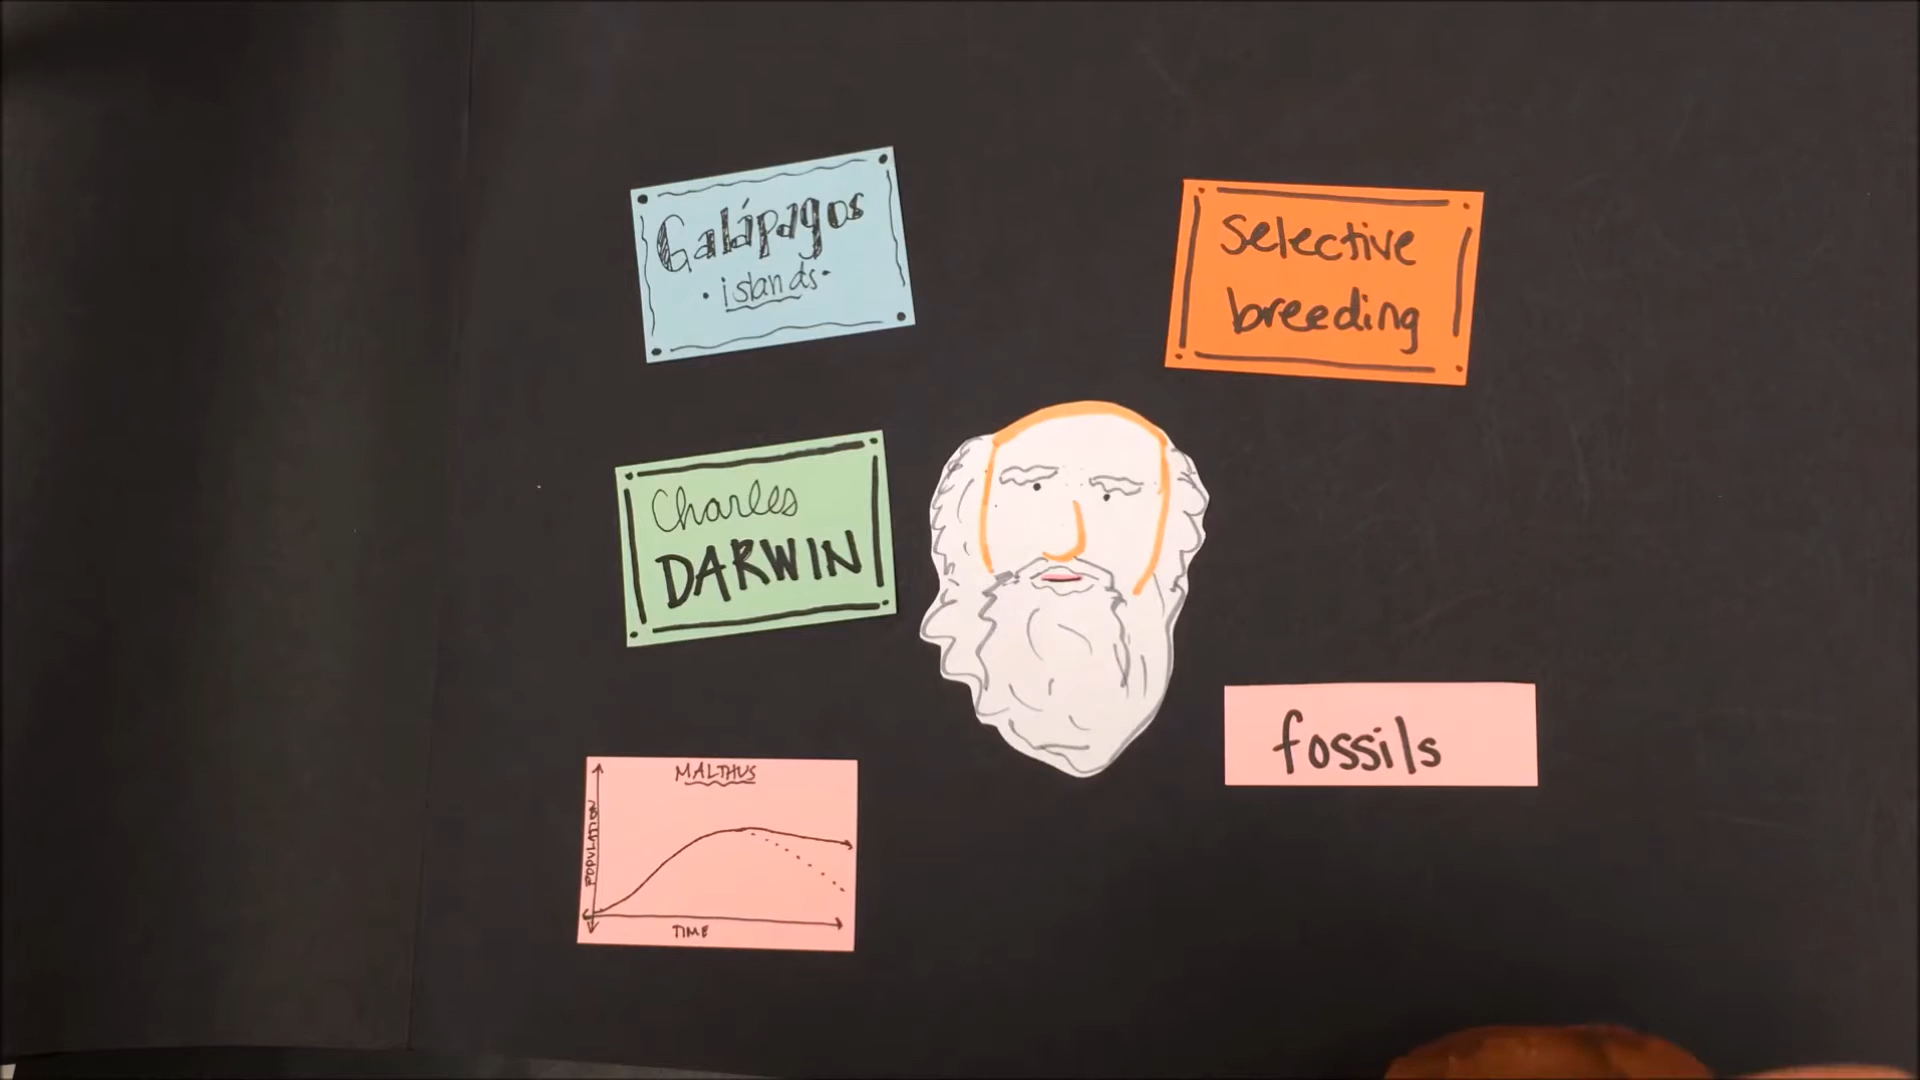 Galápagos
islands
Selective
breeding
Charles
DARWIN
fossils
MALTHUS
POPULATION
TIME